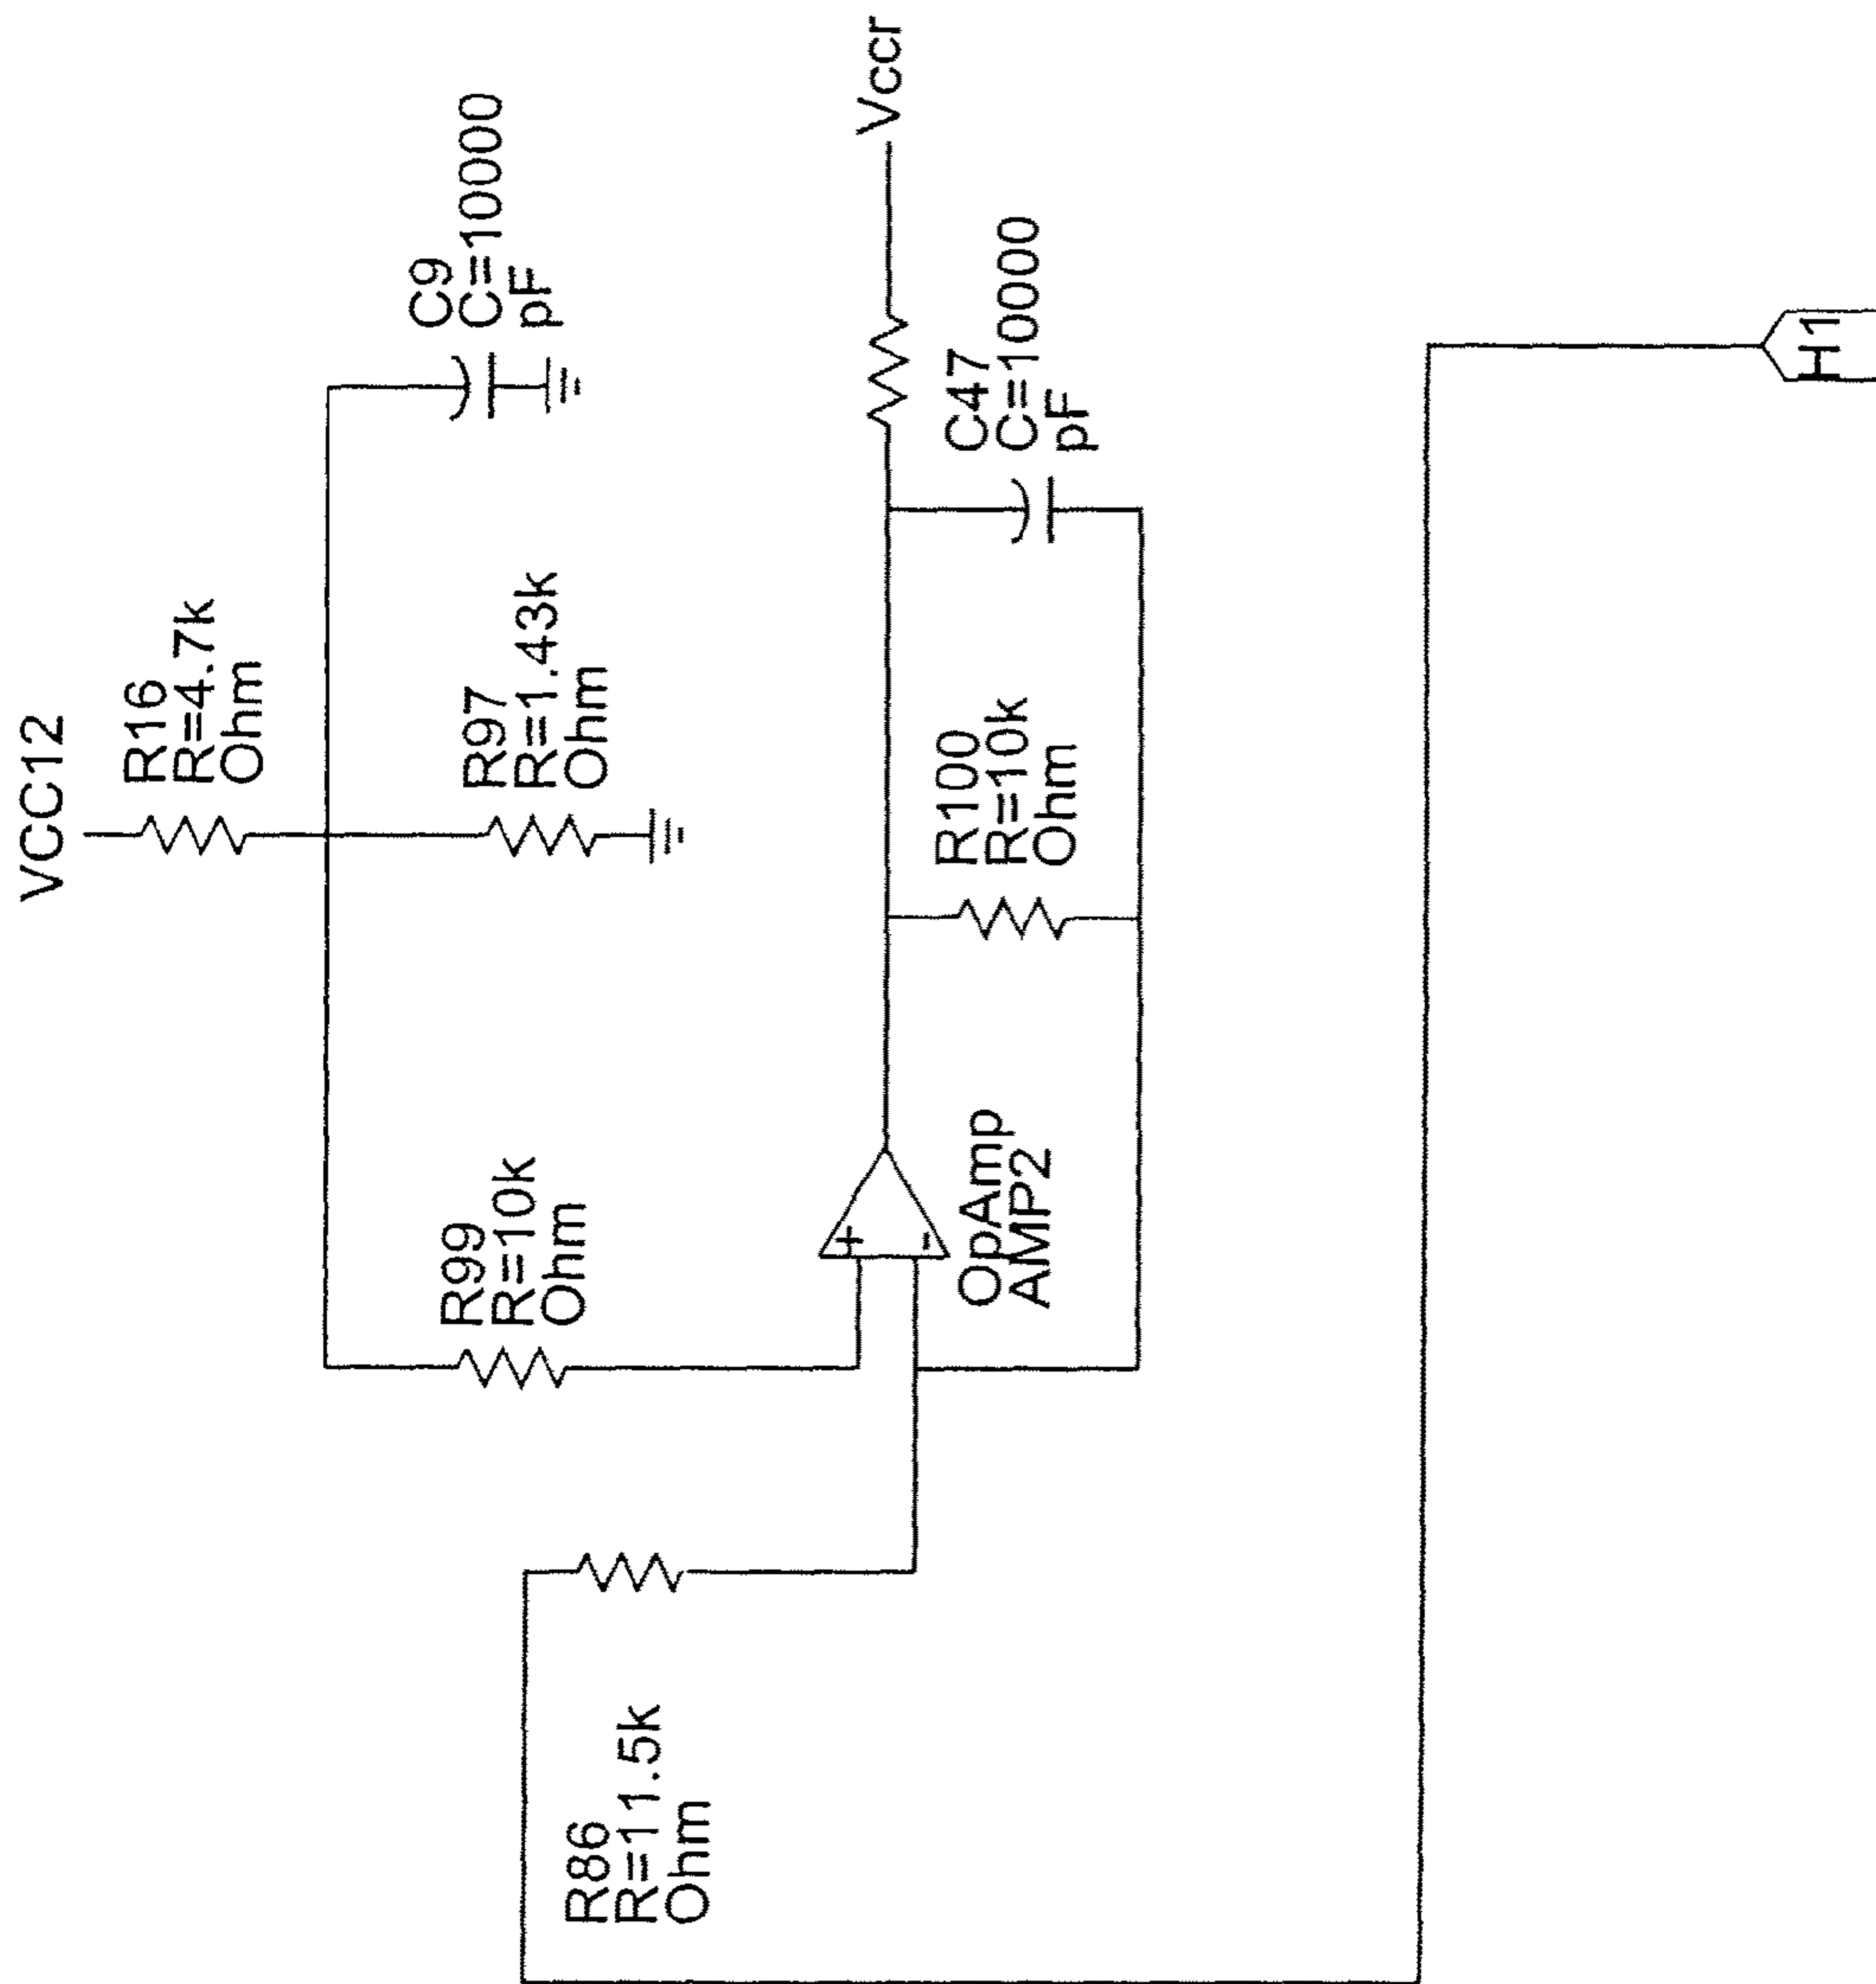 VCC12
R16
R=4.7k
Ohm
C9
C=10000
pF
R97
R=1.43k
Ohm
R99
R=10k
Ohm
Vccr
+
-
OpAmp
AMP2
R100
R=10k
Ohm
C47
C=10000
pF
R86
R=11.5k
Ohm
H1